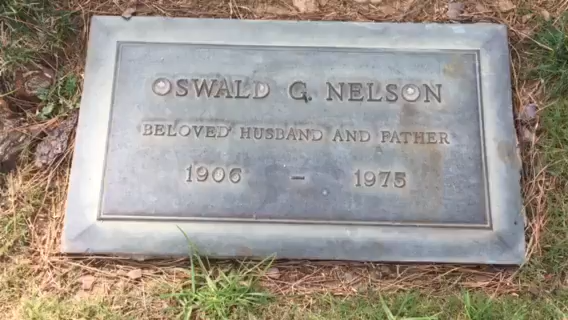 OSWALD G. NELSON
BELOVED HUSBAND AND FATHER
1906 - 1975